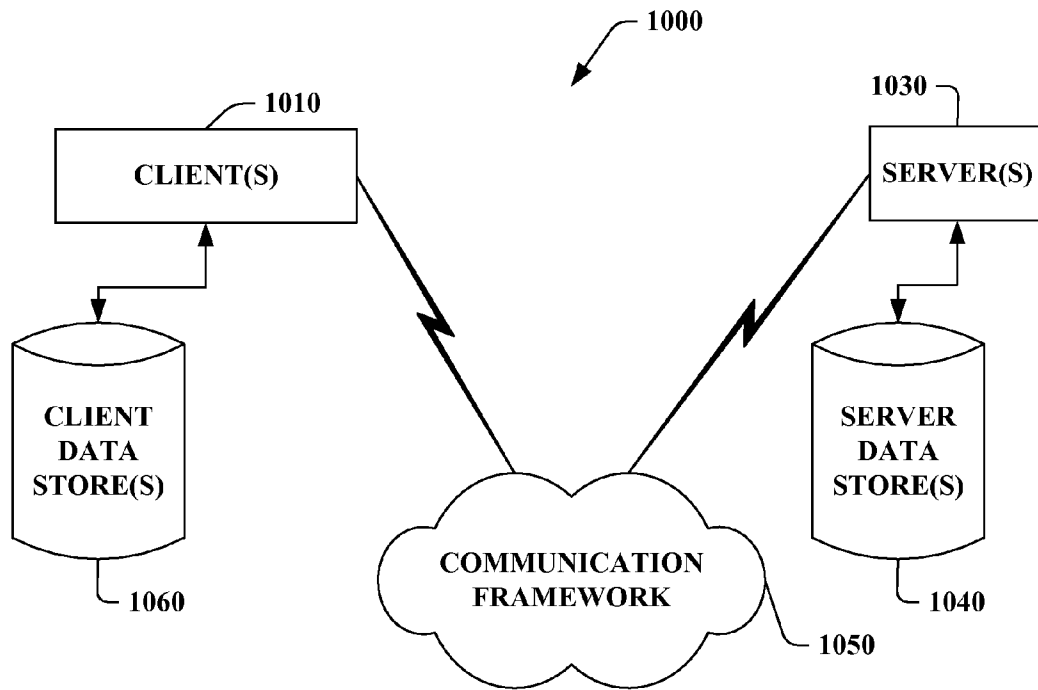 1000
1010
1030
CLIENT(S)
SERVER(S)
CLIENT
DATA
STORE(S)
SERVER
DATA
STORE(S)
COMMUNICATION
FRAMEWORK
1060
1040
1050